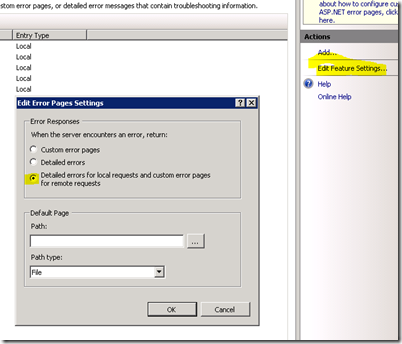 stom error pages, or detailed error messages that contain troubleshooting information.
about how to configure cu
ASP.NET error pages, click
here.
Entry Type
Local
Local
Local
Local
Local
Actions
Add...
Edit Feature Settings...
Help
Online Help
Edit Error Pages Settings
Error Responses
When the server encounters an error, return:
Custom error pages
Detailed errors
Detailed errors for local requests and custom error pages
for remote requests
Default Page
Path:
...
Path type:
File
OK
Cancel